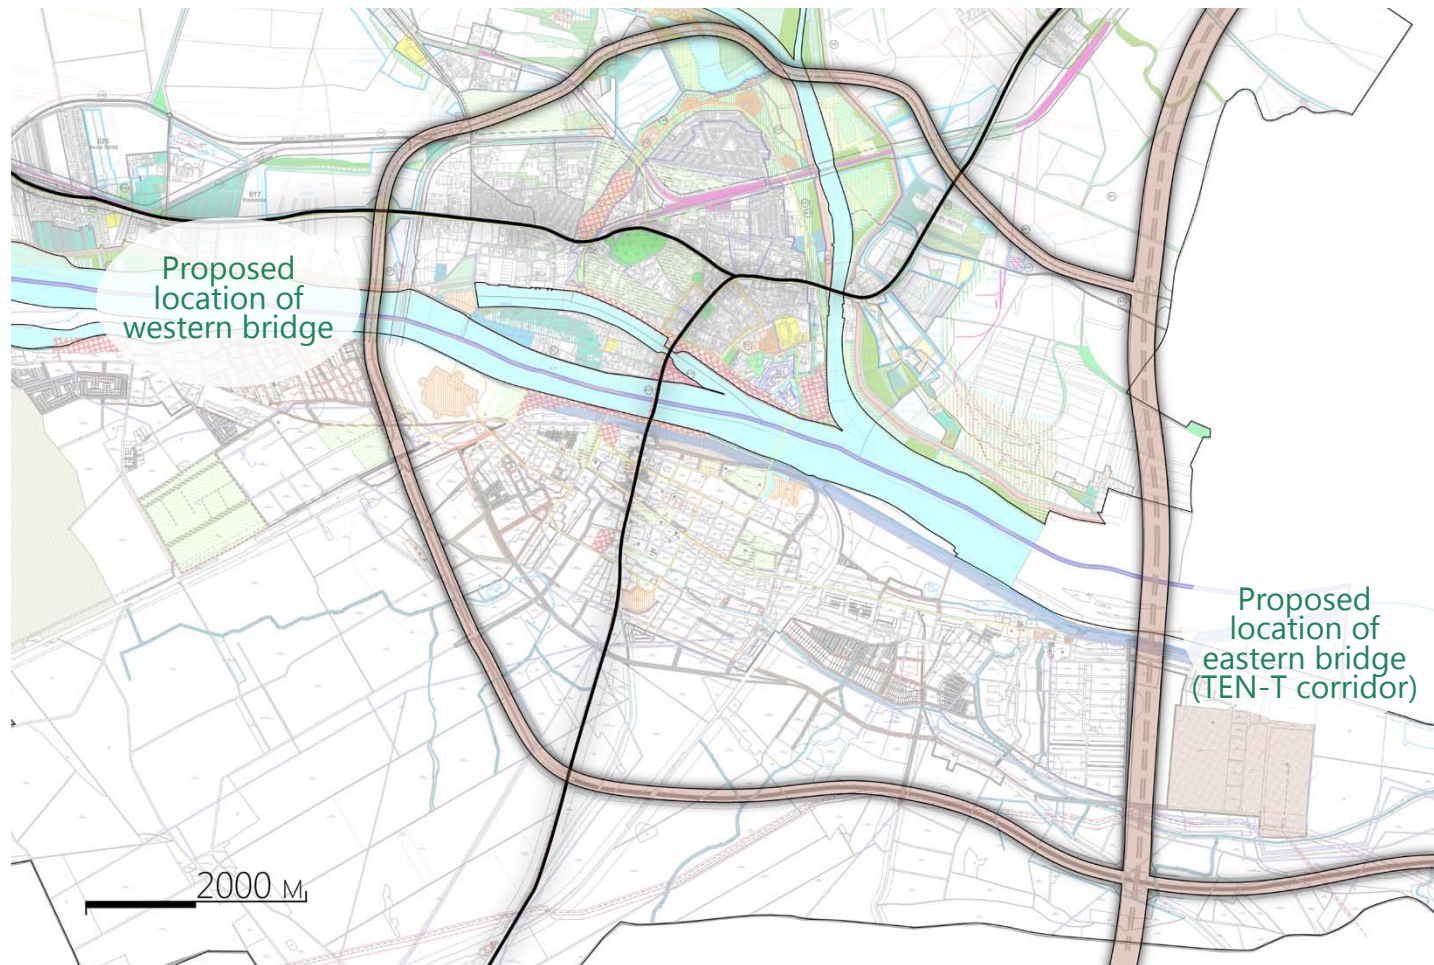 Proposed
location of
western bridge
Proposed
location of
eastern bridge
(TEN-T corridor)
2000 м